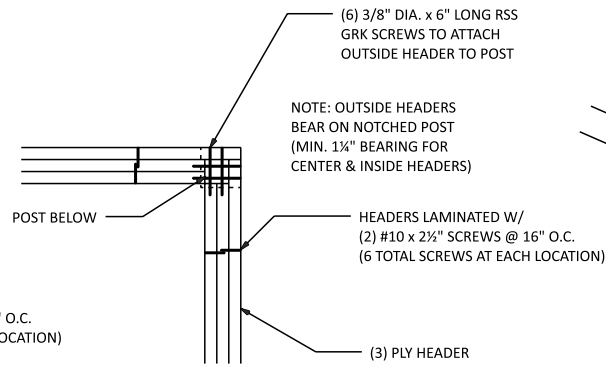 (6) 3/8" DIA. x 6" LONG RSS
GRK SCREWS TO ATTACH
OUTSIDE HEADER TO POST
NOTE: OUTSIDE HEADERS
BEAR ON NOTCHED POST
(MIN. 1¼" BEARING FOR
CENTER & INSIDE HEADERS)
POST BELOW
HEADERS LAMINATED W/
(2) #10 x 2½" SCREWS @ 16" O.C.
(6 TOTAL SCREWS AT EACH LOCATION)
" O.C.
OCATION)
(3) PLY HEADER